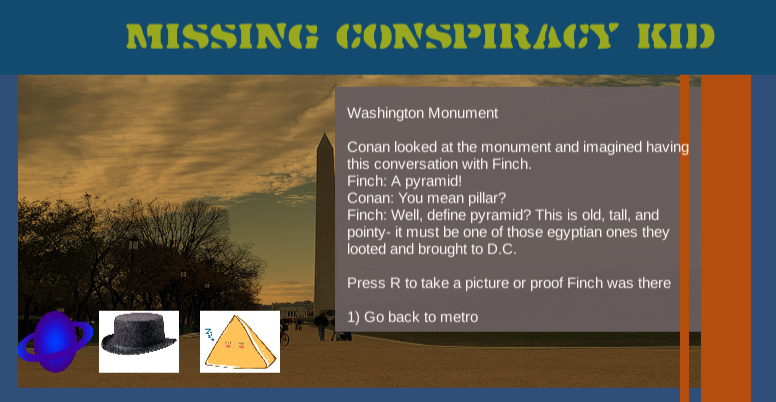 MISSING CONSPIRACY KID
Washington Monument
Conan looked at the monument and imagined having
this conversation with Finch.
Finch: A pyramid!
Conan: You mean pillar?
Finch: Well, define pyramid? This is old, tall, and
pointy- it must be one of those egyptian ones they
looted and brought to D.C.
Press R to take a picture or proof Finch was there
1) Go back to metro